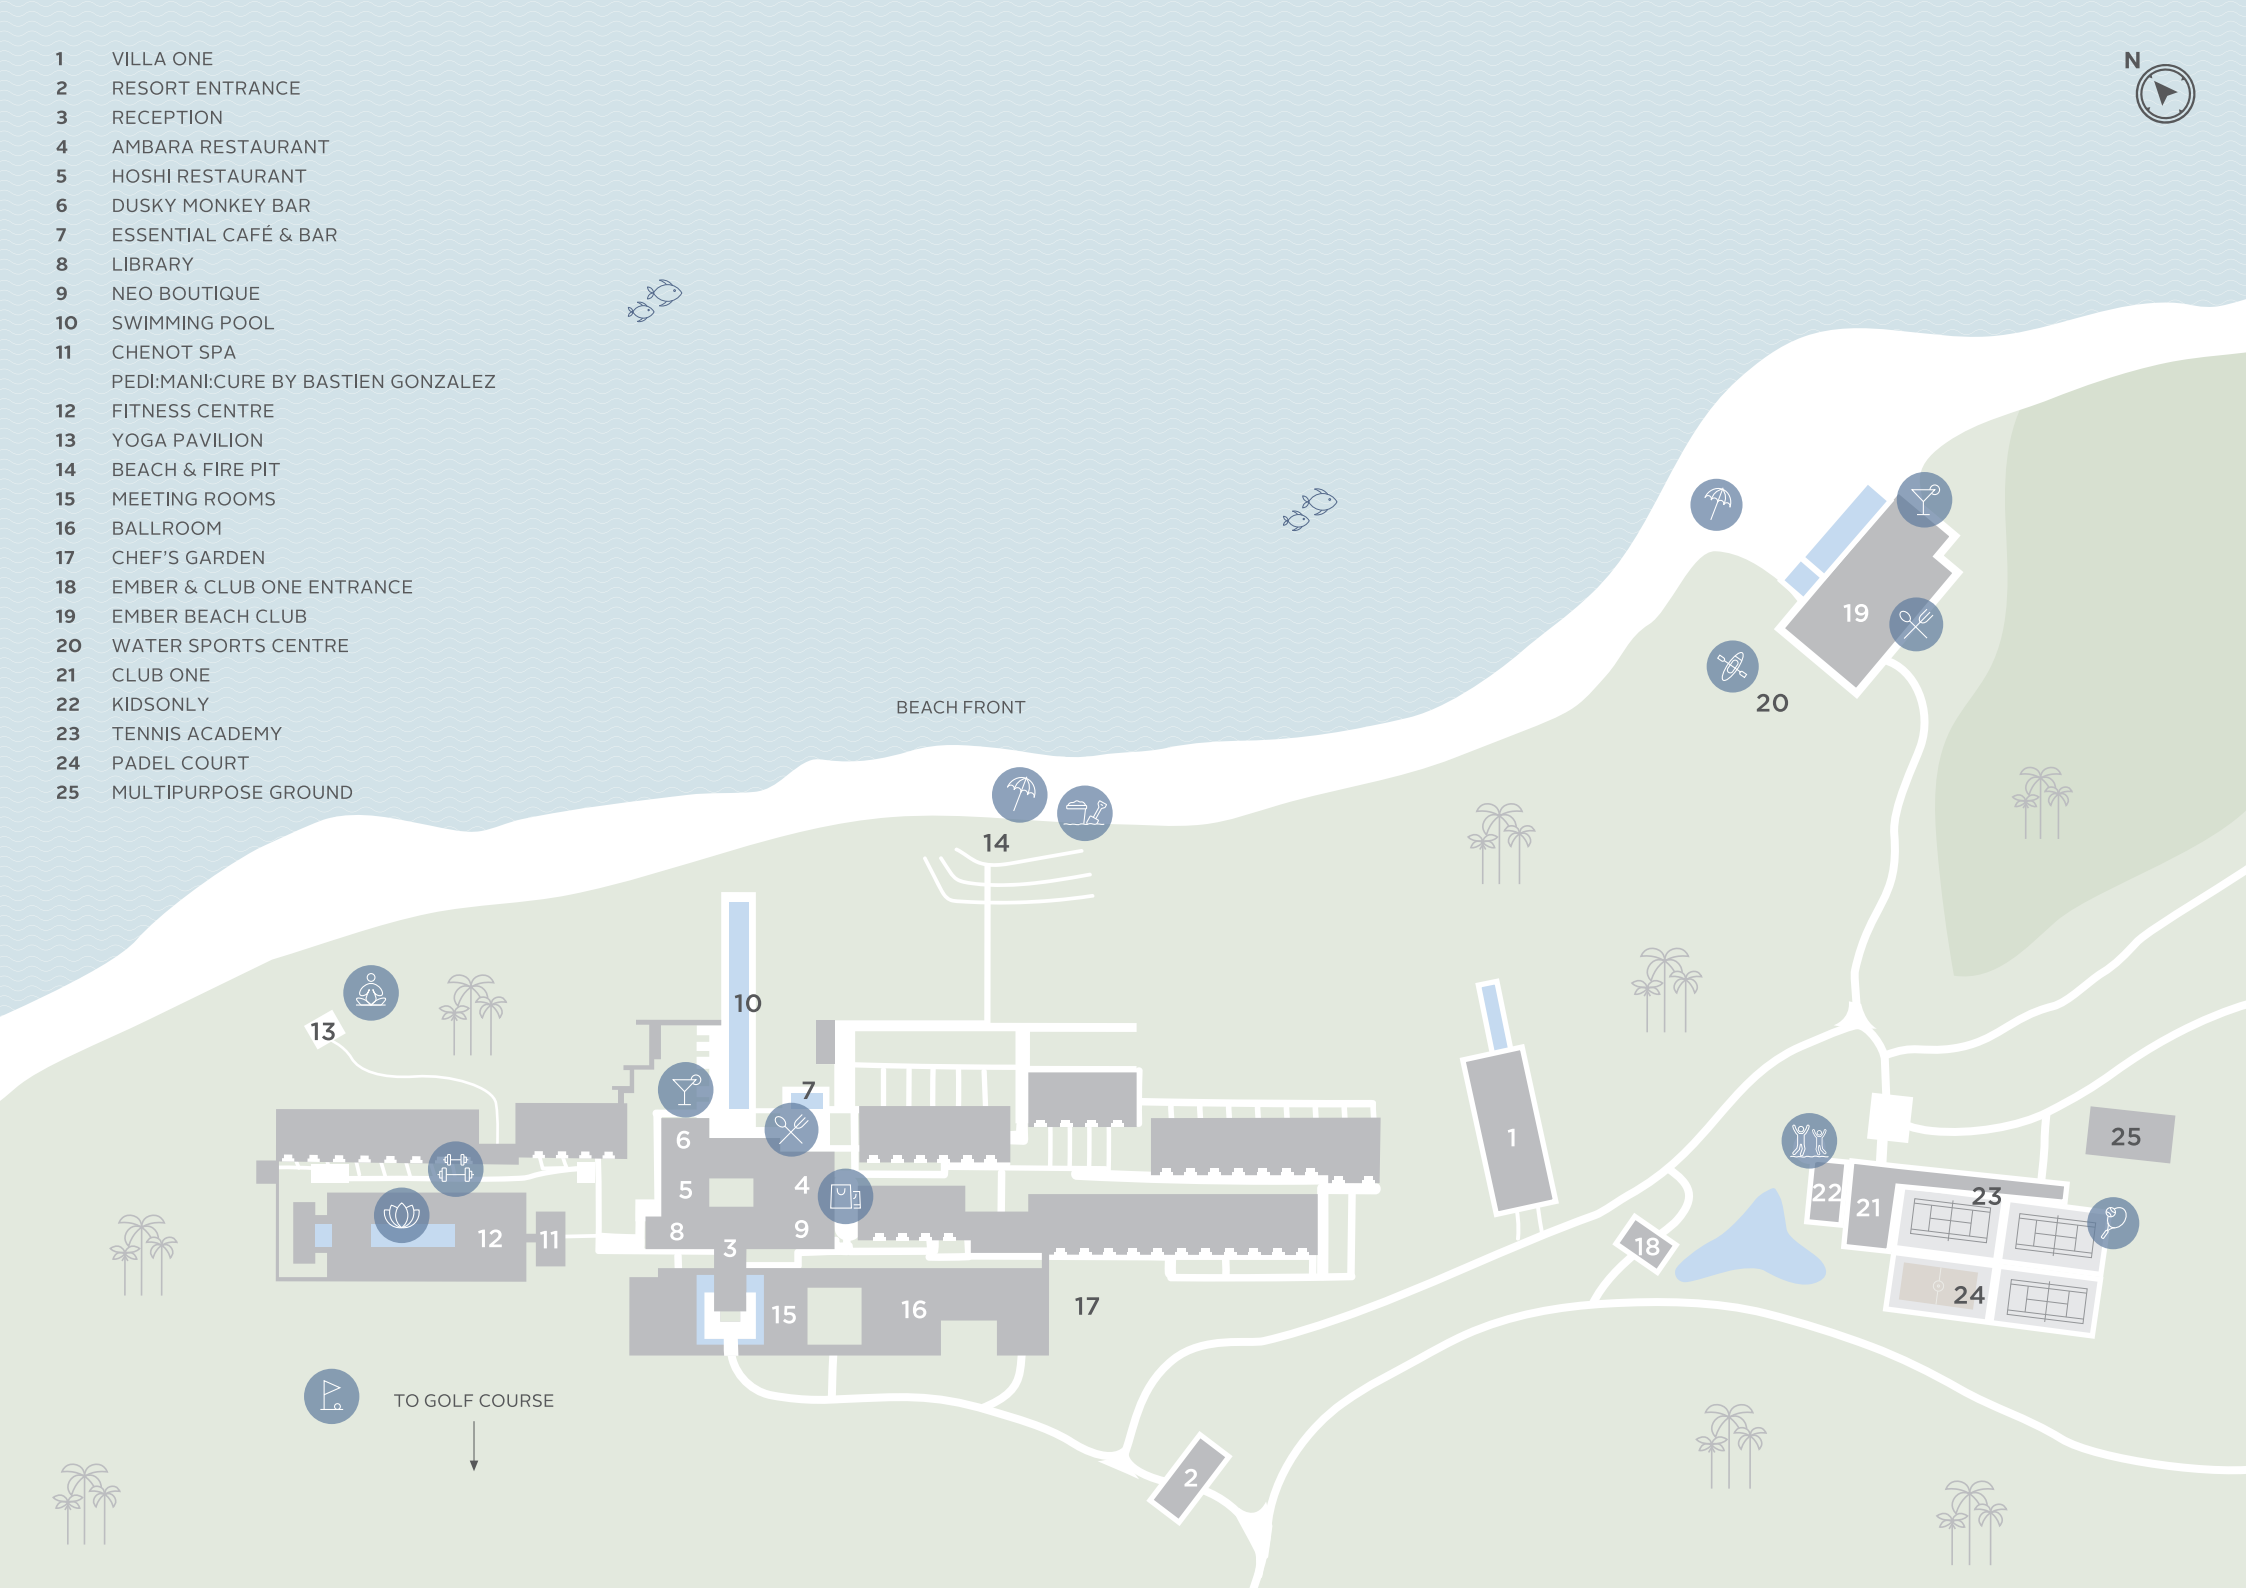 1 VILLA ONE
2 RESORT ENTRANCE
3 RECEPTION
4 AMBARA RESTAURANT
5 HOSHI RESTAURANT
6 DUSKY MONKEY BAR
7 ESSENTIAL CAFÉ & BAR
8 LIBRARY
9 NEO BOUTIQUE
10 SWIMMING POOL
11 CHENOT SPA
PEDI:MANI:CURE BY BASTIEN GONZALEZ
12 FITNESS CENTRE
13 YOGA PAVILION
14 BEACH & FIRE PIT
15 MEETING ROOMS
16 BALLROOM
17 CHEF'S GARDEN
18 EMBER & CLUB ONE ENTRANCE
19 EMBER BEACH CLUB
20 WATER SPORTS CENTRE
21 CLUB ONE
22 KIDSONLY
23 TENNIS ACADEMY
24 PADEL COURT
25 MULTIPURPOSE GROUND
N
19
20
BEACH FRONT
14
10
13
7
6
1
25
4
5
22
23
21
8
9
12
11
3
18
24
17
16
15
TO GOLF COURSE
2